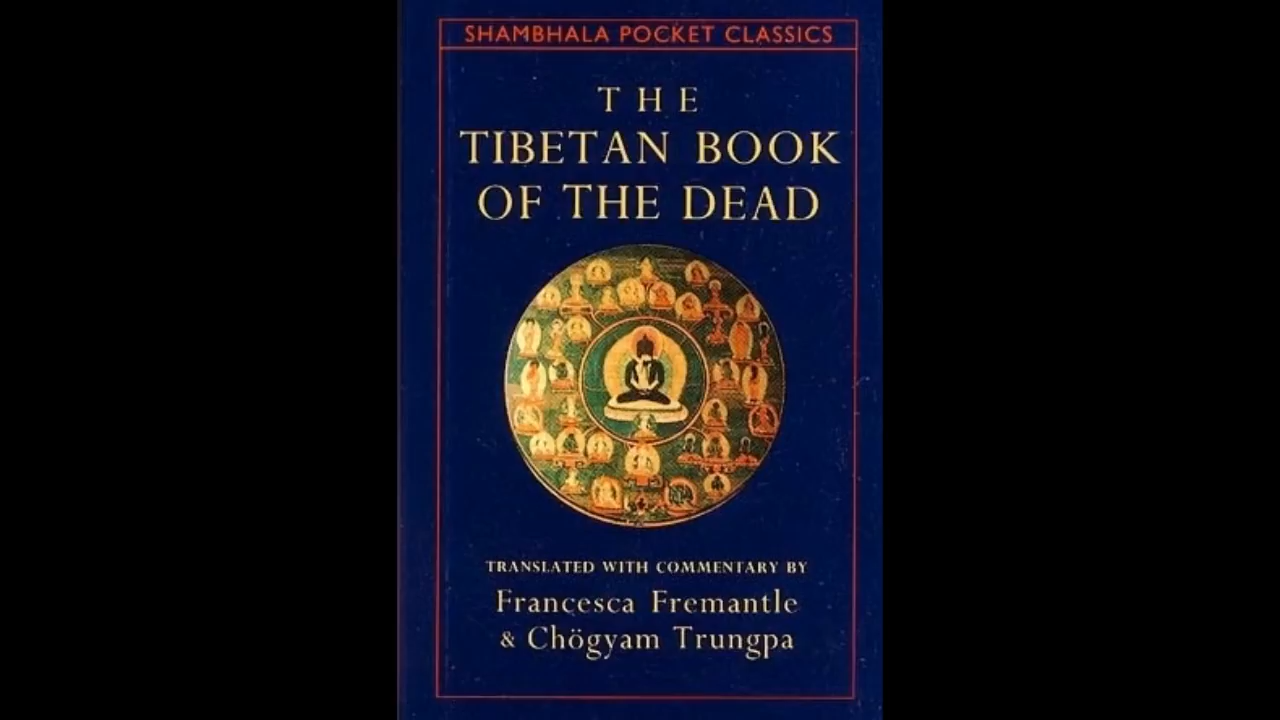 SHAMBHALA POCKET CLASSICS
THE
TIBETAN BOOK
OF THE DEAD
TRANSLATED WITH COMMENTARY BY
Francesca Fremantle
& Chögyam Trungpa